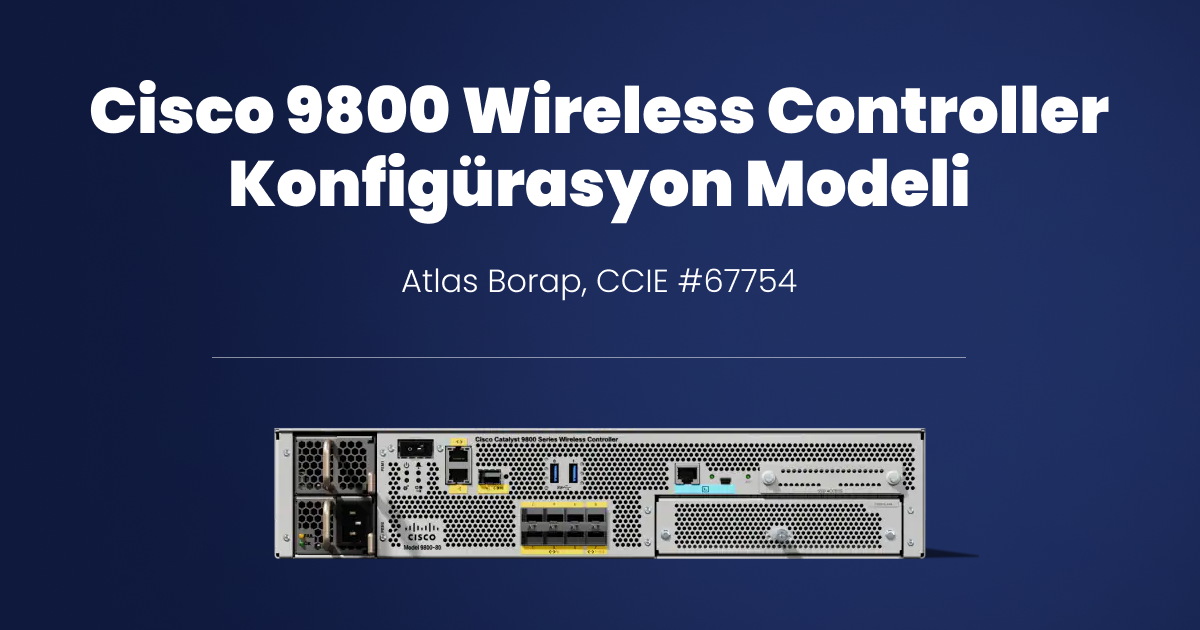 Cisco 9800 Wireless Controller
Konfigürasyon Modeli
Atlas Borap, CCIE #67754
Cisco Catalyst 9800 Series Wireless Controller
CISCO
Model 9800-80